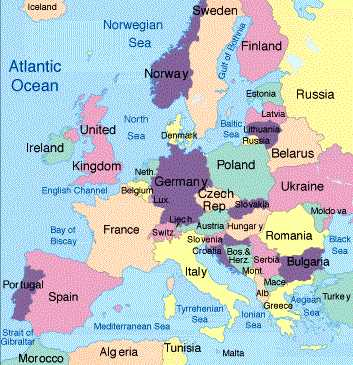 Iceland
Sweden
Norwegian
Sea
Finland
Gulf of Bothnia
Atlantic
Ocean
Norway
Russia
Estonia
North
Sea
Baltic
Sea
Latvia
Lithuania
Russia
United
Kingdom
Denmark
Ireland
Belarus
Neth.
Poland
English Channel
Belgium
Germany
Lux.
Czech
Rep.
Ukraine
Slovakia
Bay of
Biscay
France
Liech.
Switz.
Austria
Hungary
Moldova
Slovenia
Croatia
Romania
Black
Sea
Italy
Bos.&
Herz.
Serbia
Mont.
Bulgaria
Portugal
Spain
Mace
Alb
Tyrrehenian
Sea
Ionian
Sea
Greece
Aegean
Sea
Turkey
Mediterranean Sea
Strait of
Gibraltar
Morocco
Algeria
Tunisia
Malta